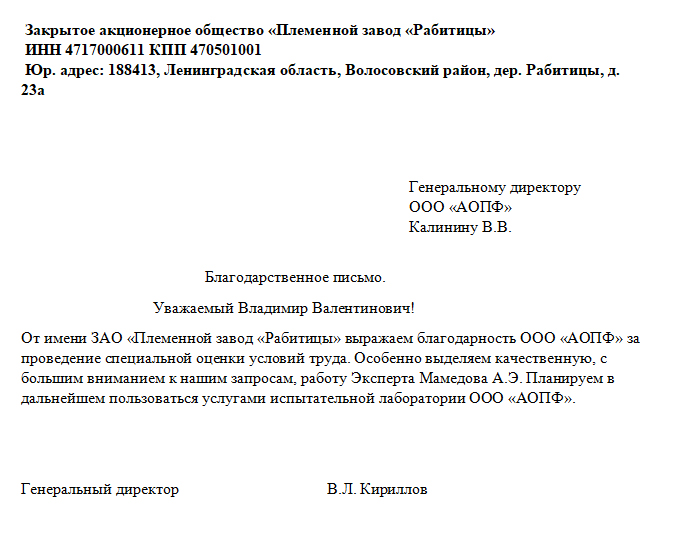 Закрытое акционерное общество «Племенной завод «Рабитицы»
ИНН 4717000611 КПП 470501001
Юр. адрес: 188413, Ленинградская область, Волосовский район, дер. Рабитицы, д.
23а
Генеральному директору
ООО «АОПФ»
Калинину В.В.
Благодарственное письмо.
Уважаемый Владимир Валентинович!
От имени ЗАО «Племенной завод «Рабитицы» выражаем благодарность ООО «АОПФ» за
проведение специальной оценки условий труда. Особенно выделяем качественную, с
большим вниманием к нашим запросам, работу Эксперта Мамедова А.Э. Планируем в
дальнейшем пользоваться услугами испытательной лаборатории ООО «АОПФ».
Генеральный директор В.Л. Кириллов